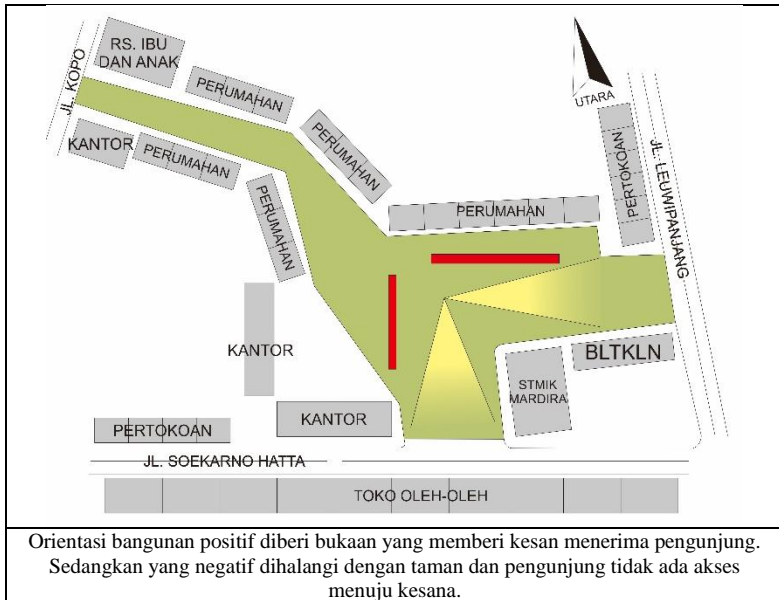 RS. IBU
DAN ANAK
JL. KOPO
PERUMAHAN
UTARA
PERUMAHAN
KANTOR
PERUMAHAN
PERTOKOAN
JL. LEUWIPANJANG
PERUMAHAN
PERUMAHAN
KANTOR
BLTKLN
STMIK
MARDIRA
KANTOR
PERTOKOAN
JL. SOEKARNO HATTA
TOKO OLEH-OLEH
Orientasi bangunan positif diberi bukaan yang memberi kesan menerima pengunjung.
Sedangkan yang negatif dihalangi dengan taman dan pengunjung tidak ada akses
menuju kesana.